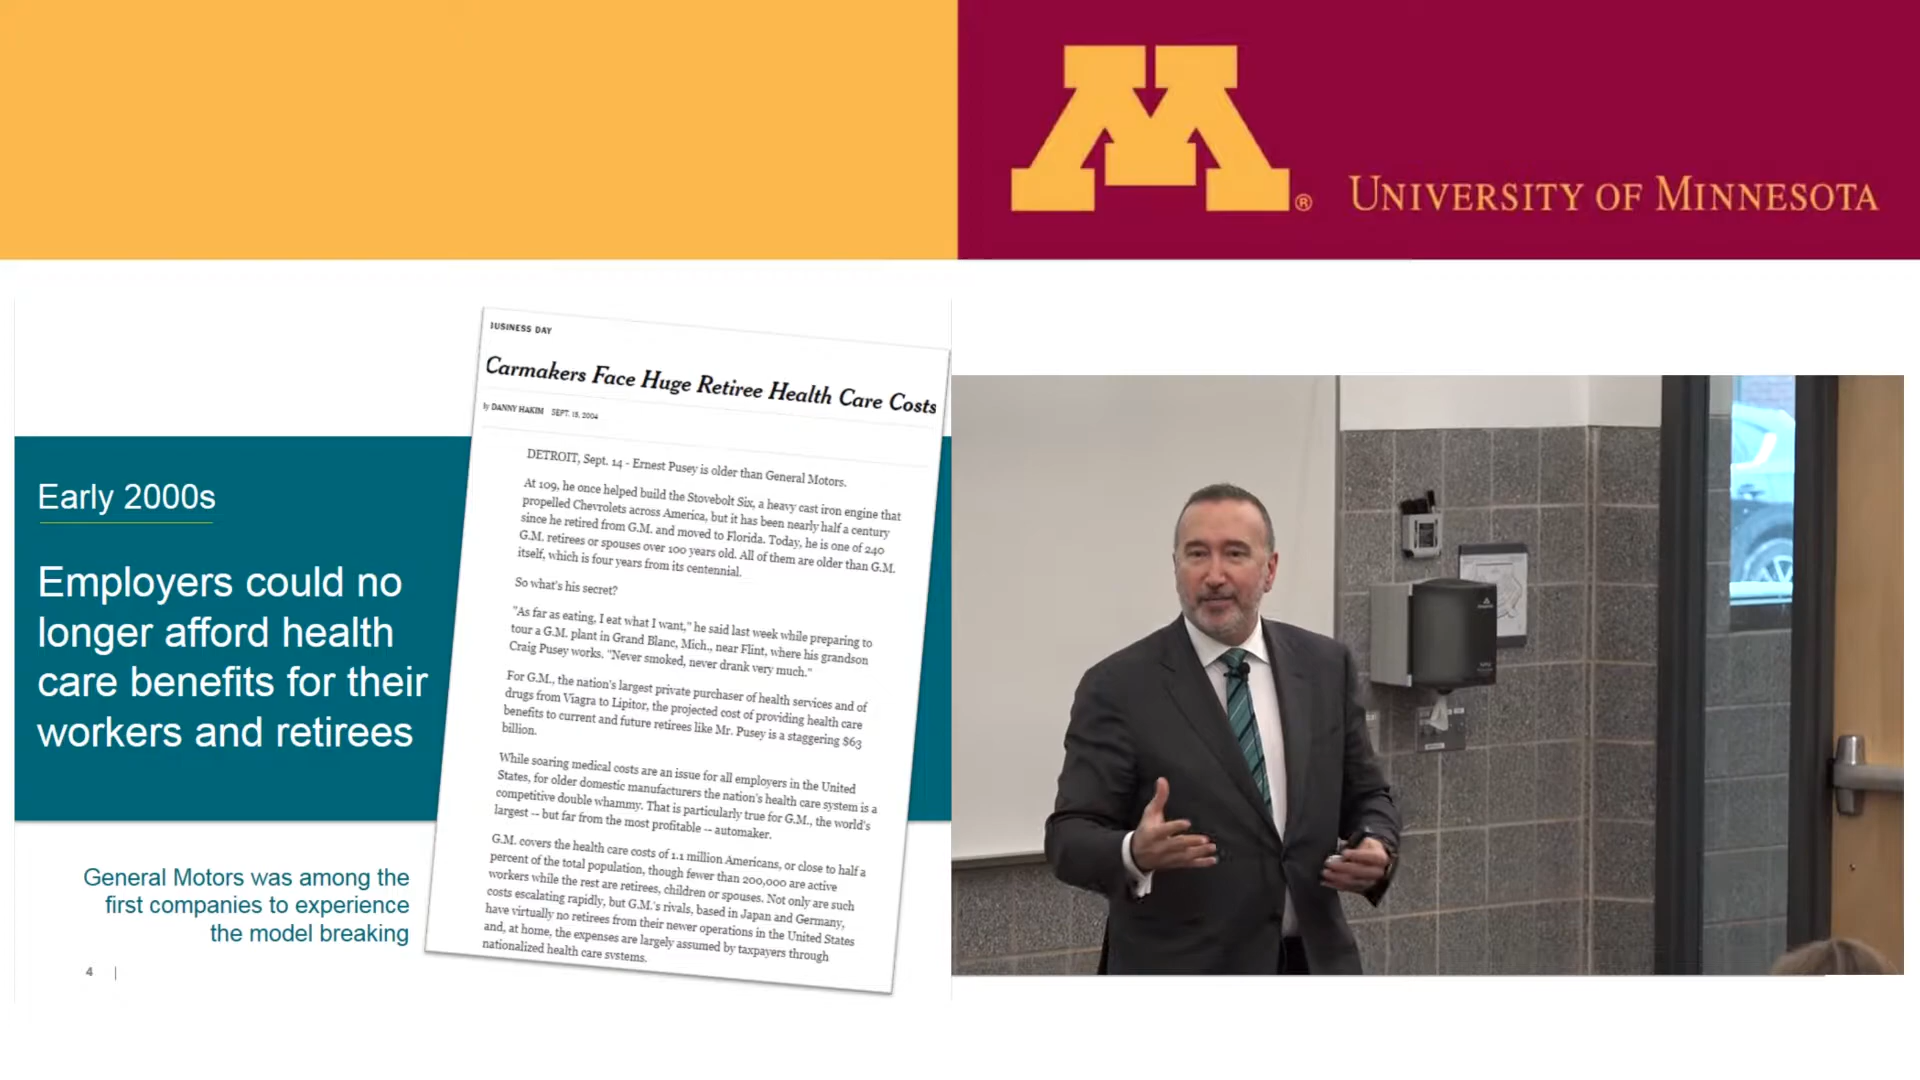 UNIVERSITY OF MINNESOTA
®
Early 2000s
Employers could no
longer afford health
care benefits for their
workers and retirees
General Motors was among the
first companies to experience
the model breaking
4 |
BUSINESS DAY
Carmakers Face Huge Retiree Health Care Costs
By DANNY HAKIM SEPT. 15, 2004
DETROIT, Sept. 14 - Ernest Pusey is older than General Motors.
At 109, he once helped build the Stovebolt Six, a heavy cast iron engine that
propelled Chevrolets across America, but it has been nearly half a century
since he retired from G.M. and moved to Florida. Today, he is one of 240
G.M. retirees or spouses over 100 years old. All of them are older than G.M.
itself, which is four years from its centennial.
So what's his secret?
"As far as eating, I eat what I want," he said last week while preparing to
tour a G.M. plant in Grand Blanc, Mich., near Flint, where his grandson
Craig Pusey works. "Never smoked, never drank very much."
For G.M., the nation's largest private purchaser of health services and of
drugs from Viagra to Lipitor, the projected cost of providing health care
benefits to current and future retirees like Mr. Pusey is a staggering $63
billion.
While soaring medical costs are an issue for all employers in the United
States, for older domestic manufacturers the nation's health care system is a
competitive double whammy. That is particularly true for G.M., the world's
largest -- but far from the most profitable -- automaker.
G.M. covers the health care costs of 1.1 million Americans, or close to half a
percent of the total population, though fewer than 200,000 are active
workers while the rest are retirees, children or spouses. Not only are such
costs escalating rapidly, but G.M.'s rivals, based in Japan and Germany,
have virtually no retirees from their newer operations in the United States
and, at home, the expenses are largely assumed by taxpayers through
nationalized health care systems.